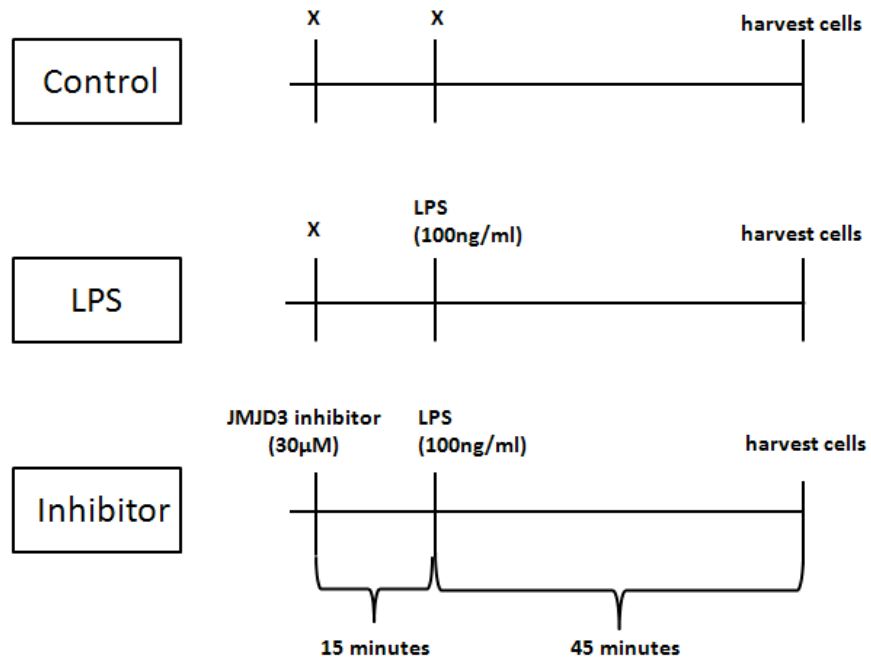 X X
harvest cells
Control
LPS
X (100ng/ml) harvest cells
LPS
JMJD3 inhibitor LPS
(30µM) (100ng/ml) harvest cells
Inhibitor
15 minutes 45 minutes